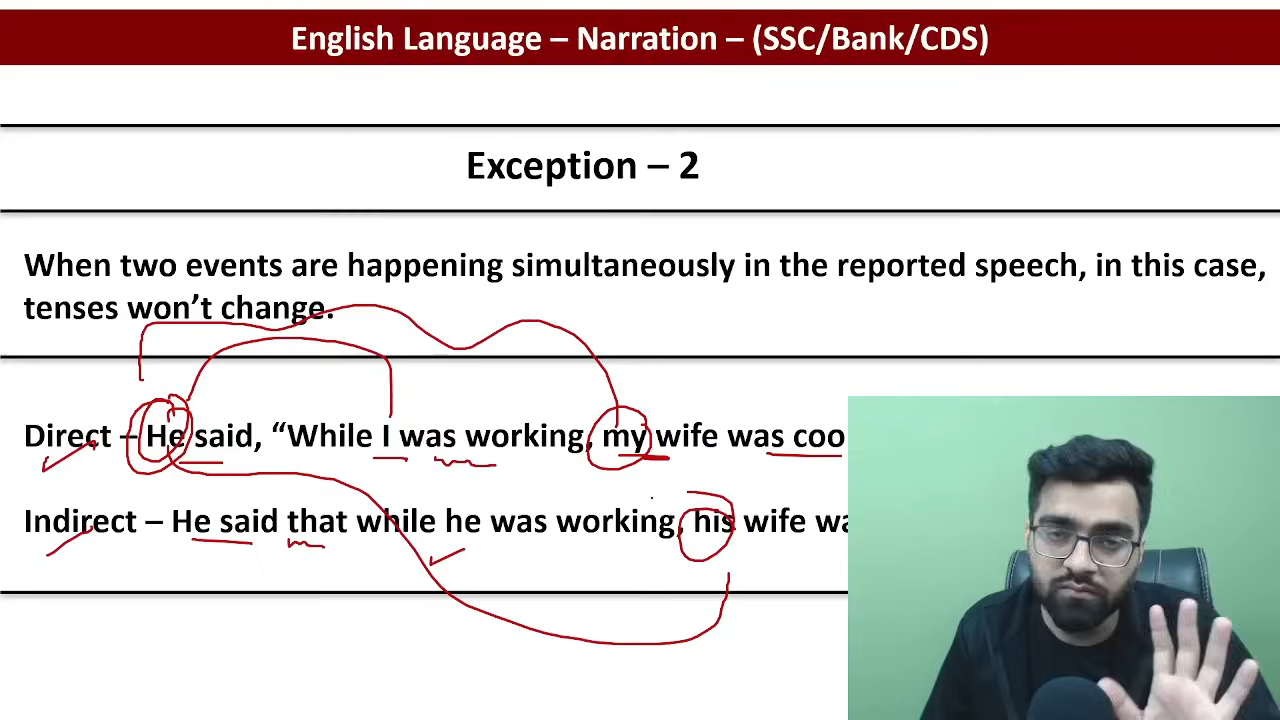 English Language – Narration – (SSC/Bank/CDS)
Exception – 2
When two events are happening simultaneously in the reported speech, in this case,
tenses won’t change.
Direct – He said, “While I was working, my wife was
Indirect – He said that while he was working, his wife